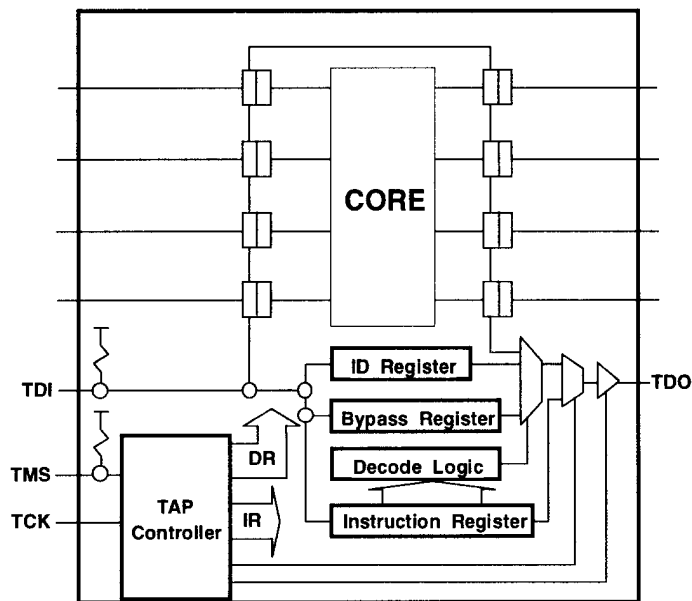 CORE
TDI
ID Register
TDO
Bypass Register
DR
Decode Logic
TMS
TAP
Controller
IR
TCK
Instruction Register